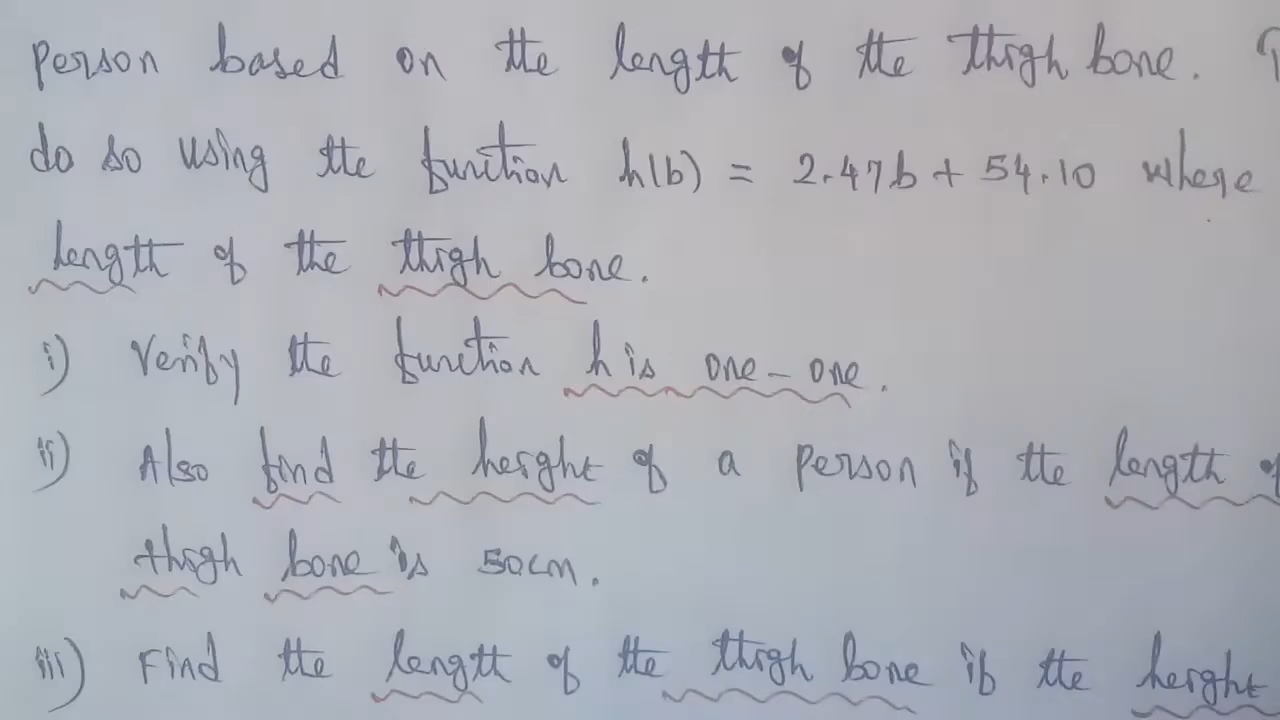 person based on the length of the thigh bone.
do so using the function h(b) = 2.47b + 54.10 where
length of the thigh bone.
i) Verify the function h is one-one.
ii) Also find the height of a person if the length of
thigh bone is 50cm.
iii) Find the length of the thigh bone if the height